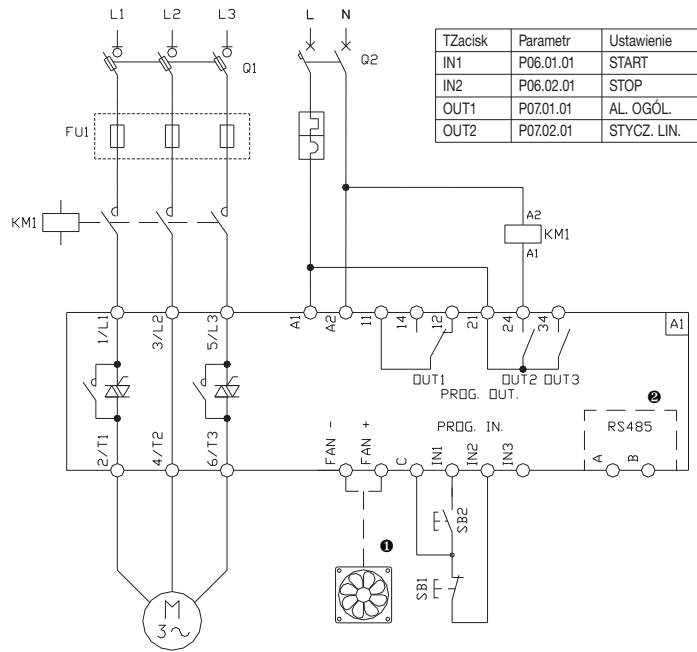 L1 L2 L3
L N
Q1
Q2
TZacisk Parametr Ustawienie
IN1 P06.01.01 START
IN2 P06.02.01 STOP
OUT1 P07.01.01 AL. OGÓL.
OUT2 P07.02.01 STYCZ. LIN.
FU1
KM1
A2
KM1
A1
1/L1 3/L2 5/L3 A1 A2 11 14 12 21 24 34
A1
OUT1 OUT2 OUT3
PROG. OUT.
❷
PROG. IN.
RS485
2/T1 4/T2 6/T3 FAN - FAN + C IN1 IN2 IN3 A B
SB2
❶
SB1
M
3~